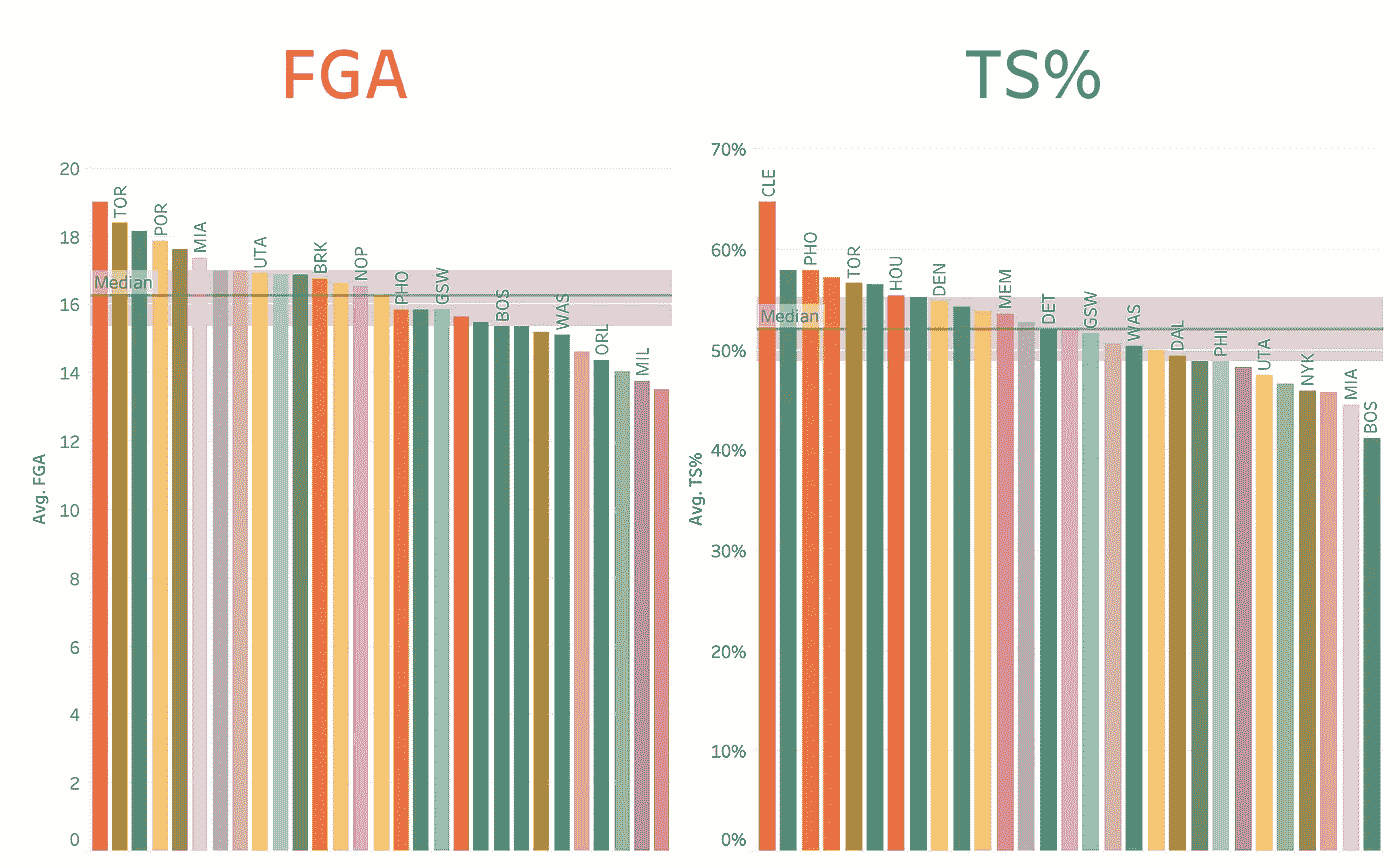 FGA
20
18
16
14
12
10
8
6
4
2
0
Avg. FGA
Median
TOR
POR
MIA
UTA
BRK
NOP
PHO
GSW
BOS
WAS
ORL
MIL
TS%
70%
60%
50%
40%
30%
20%
10%
0%
Avg. TS%
Median
CLE
PHO
TOR
HOU
DEN
MEM
DET
GSW
WAS
DAL
PHI
UTA
NYK
MIA
BOS